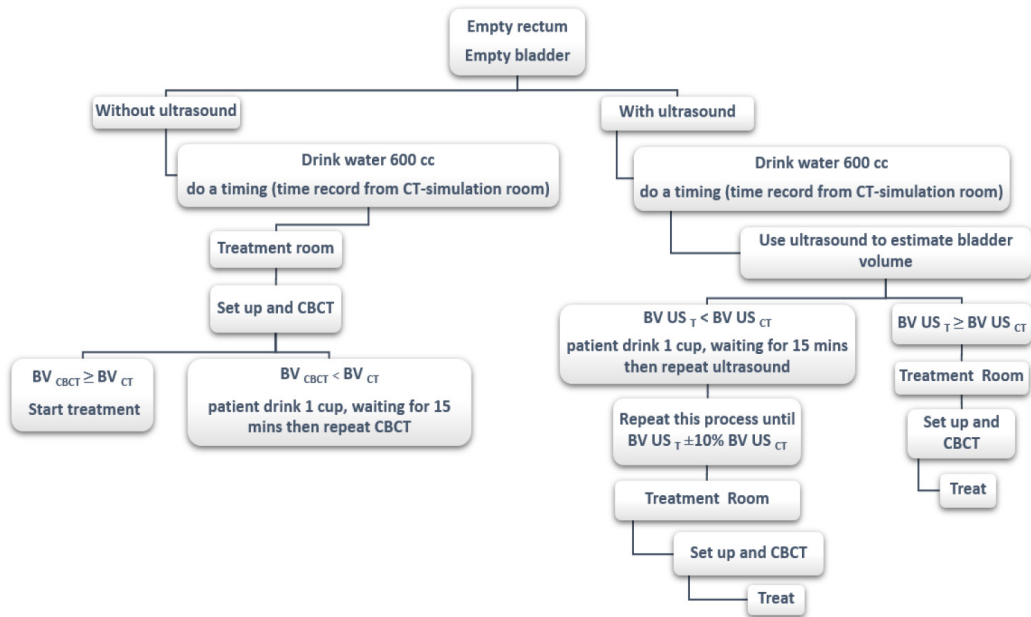 Empty rectum
Empty bladder
Without ultrasound
Drink water 600 cc
do a timing (time record from CT-simulation room)
Treatment room
Set up and CBCT
BV CBCT ≥ BV CT
Start treatment
BV CBCT < BV CT
patient drink 1 cup, waiting for 15
mins then repeat CBCT
With ultrasound
Drink water 600 cc
do a timing (time record from CT-simulation room)
Use ultrasound to estimate bladder
volume
BV US T < BV US CT
patient drink 1 cup, waiting for 15 mins
then repeat ultrasound
Repeat this process until
BV US T ±10% BV US CT
Treatment Room
Set up and CBCT
Treat
BV US T ≥ BV US CT
Treatment Room
Set up and
CBCT
Treat